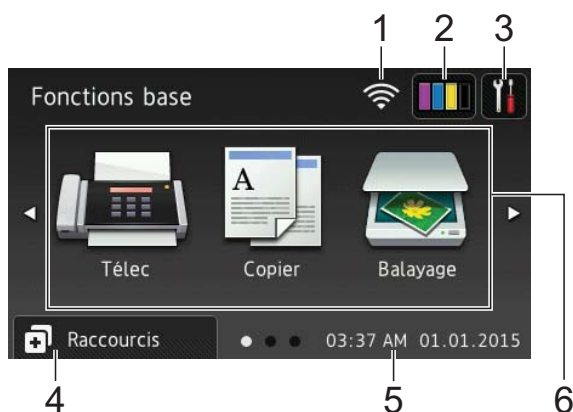 1 2 3
Fonctions base
A
Télec Copier Balayage
Raccourcis 03:37 AM 01.01.2015
4 5 6